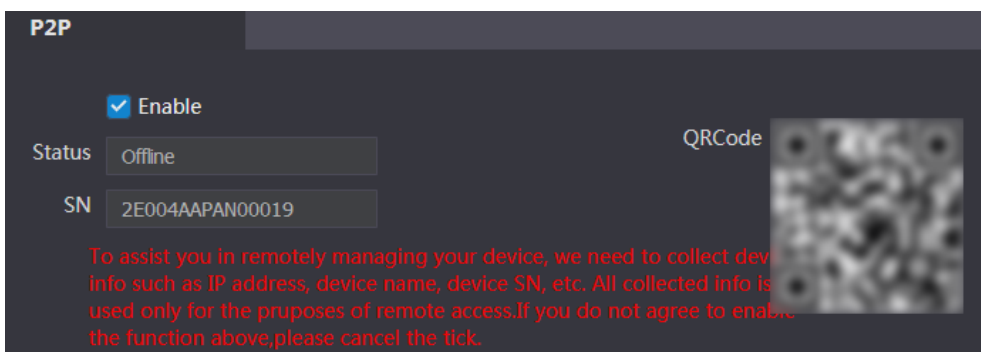 P2P
Enable
Status Offline
QRCode
SN 2E004AAPAN00019
To assist you in remotely managing your device, we need to collect
info such as IP address, device name, device SN, etc. All collected info is
used only for the pruposes of remote access.If you do not agree to enable
the function above,please cancel the tick.